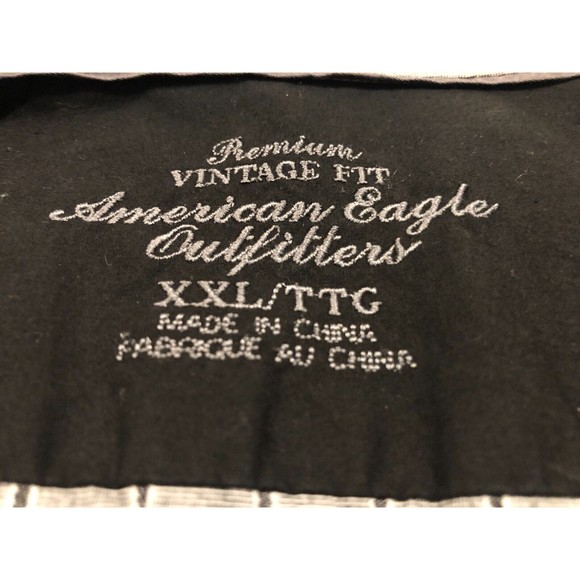 Premium
VINTAGE FIT
American Eagle
Outfitters
XXL/TTG
MADE IN CHINA
FABRIQUE AU CHINA